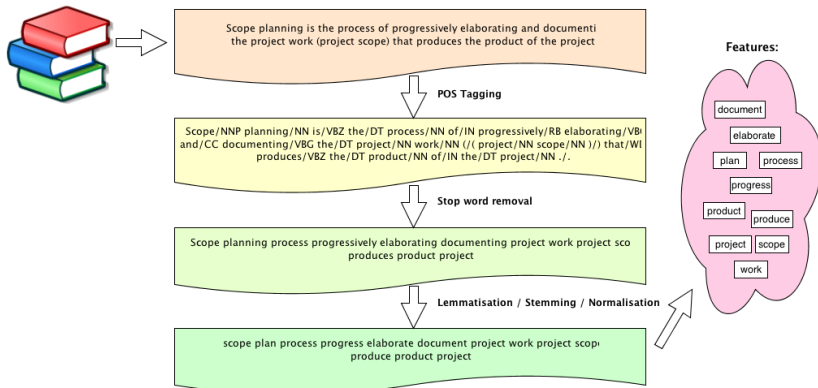 Scope planning is the process of progressively elaborating and documenti
the project work (project scope) that produces the product of the project
POS Tagging
Scope/NNP planning/NN is/VBZ the/DT process/NN of/IN progressively/RB elaborating/VB
and/CC documenting/VBG the/DT project/NN work/NN (/( project/NN scope/NN )/) that/W
produces/VBZ the/DT product/NN of/IN the/DT project/NN ./.
Stop word removal
Scope planning process progressively elaborating documenting project work project sco
produces product project
Lemmatisation / Stemming / Normalisation
scope plan process progress elaborate document project work project scope
produce product project
Features:
document
elaborate
plan process
progress
product
produce
project scope
work